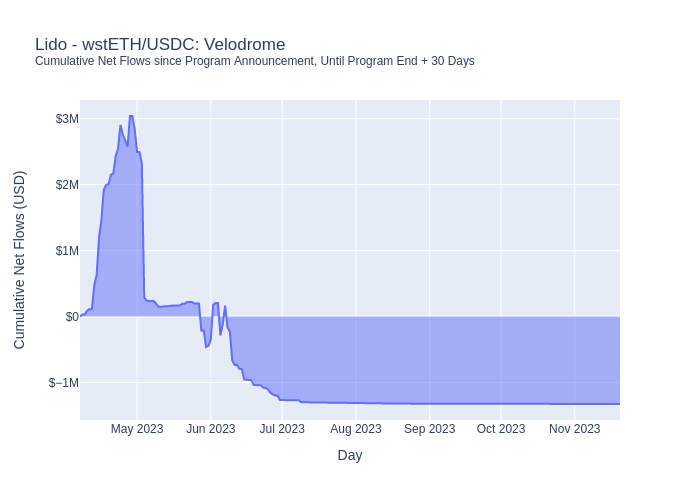 Lido - wstETH/USDC: Velodrome
Cumulative Net Flows since Program Announcement, Until Program End + 30 Days
Cumulative Net Flows (USD)
$3M
$2M
$1M
$0
$−1M
May 2023
Jun 2023
Jul 2023
Aug 2023
Sep 2023
Oct 2023
Nov 2023
Day